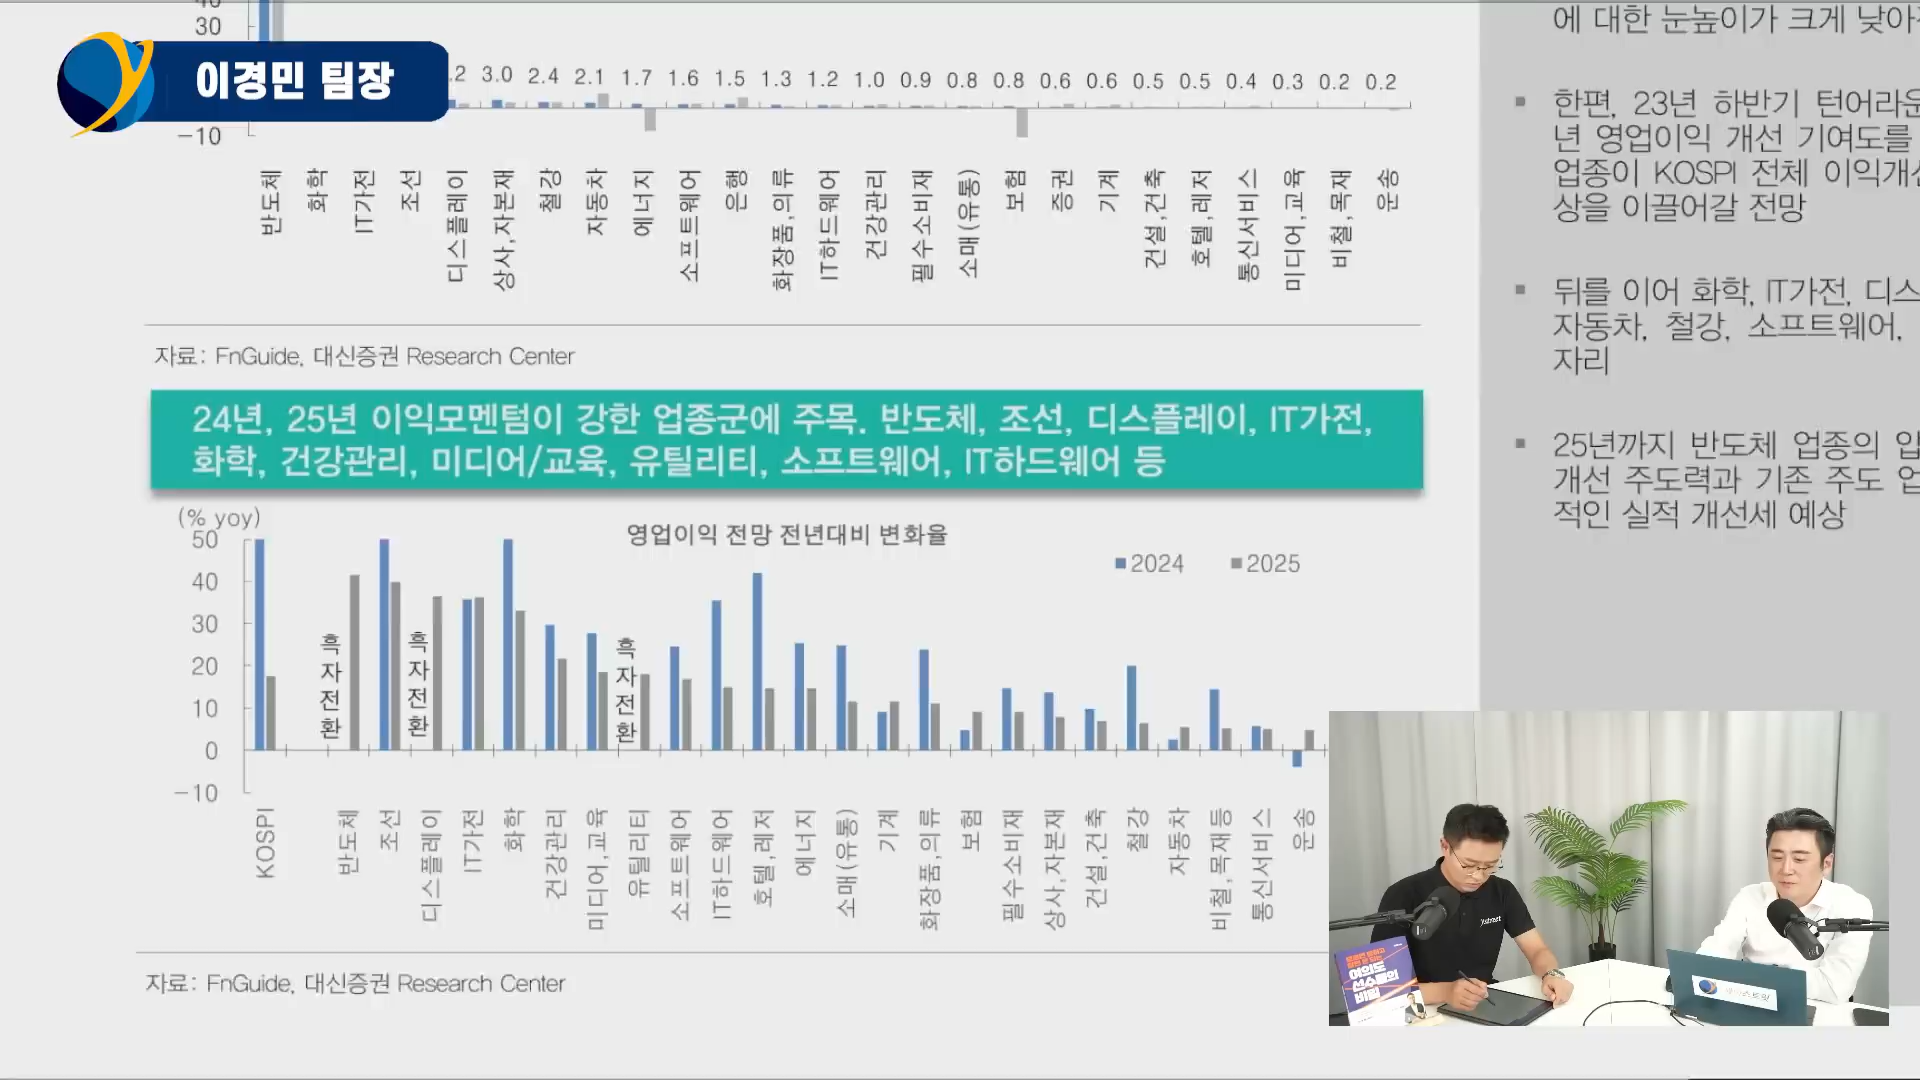 이경민 팀장
30
-10
3.0 2.4 2.1 1.7 1.6 1.5 1.3 1.2 1.0 0.9 0.8 0.8 0.6 0.6 0.5 0.5 0.4 0.3 0.2 0.2
반도체 화학 IT가전 조선 디스플레이 상사,자본재 철강 자동차 에너지 소프트웨어 은행 화장품,의류 IT하드웨어 건강관리 필수소비재 소매(유통) 보험 증권 기계 건설,건축 호텔,레저 통신서비스 미디어,교육 비철,목재 운송
자료: FnGuide, 대신증권 Research Center
24년, 25년 이익모멘텀이 강한 업종군에 주목. 반도체, 조선, 디스플레이, IT가전,
화학, 건강관리, 미디어/교육, 유틸리티, 소프트웨어, IT하드웨어 등
(% yoy)
영업이익 전망 전년대비 변화율
2024 2025
50
40
30
20
10
0
-10
흑자전환
흑자전환
흑자전환
KOSPI 반도체 조선 디스플레이 IT가전 화학 건강관리 미디어,교육 유틸리티 소프트웨어 IT하드웨어 호텔,레저 에너지 소매(유통) 기계 화장품,의류 보험 필수소비재 상사,자본재 건설,건축 철강 자동차 비철,목재등 통신서비스 운송
자료: FnGuide, 대신증권 Research Center
에 대한 눈높이가 크게
한편, 23년 하반기
년 영업이익 개선 기여도를
업종이 KOSPI 전체
상을 이끌어갈 전망
뒤를 이어 화학, IT가전,
자동차, 철강, 소프트웨어,
자리
25년까지 반도체 업종의
개선 주도력과 기존 주도
적인 실적 개선세 예상
여의도
선수들의
비밀